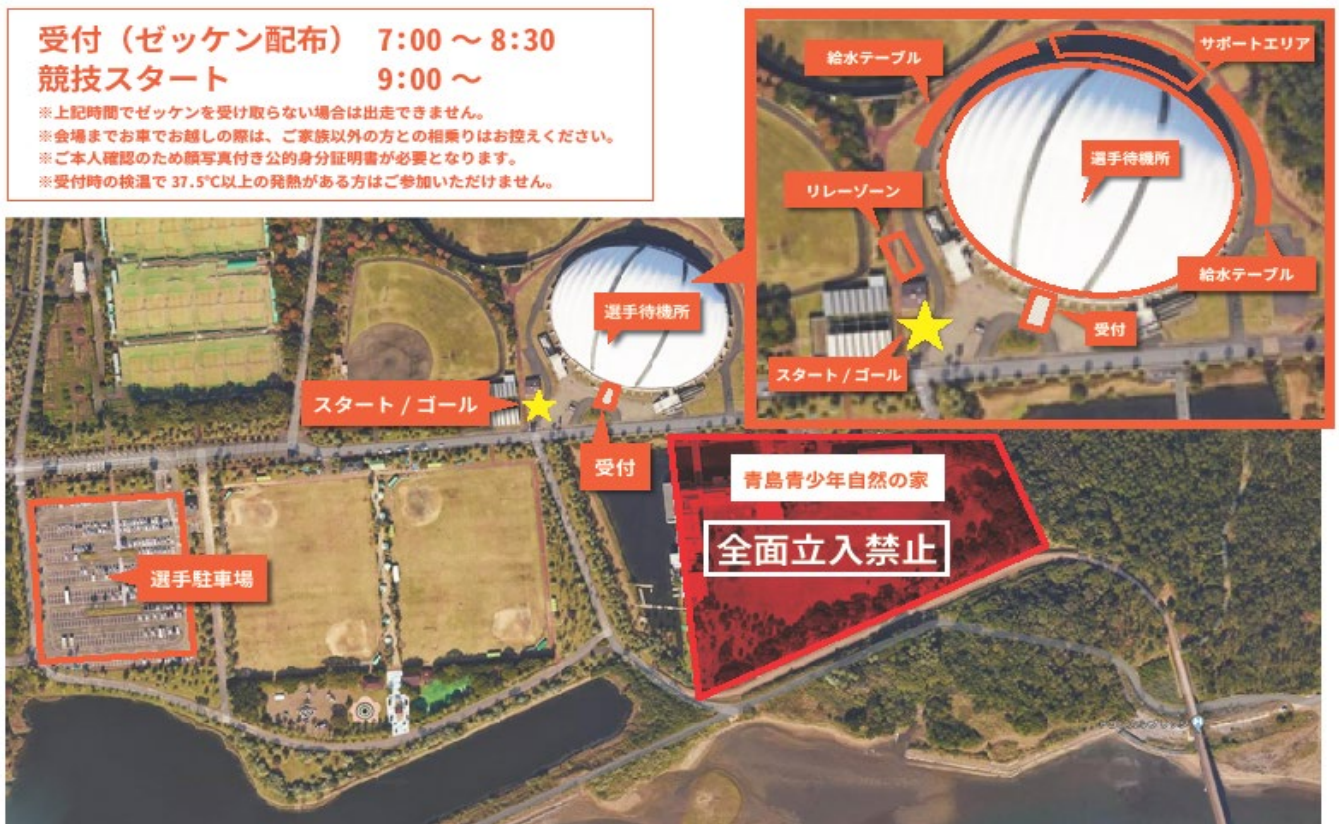 受付（ゼッケン配布） 7:00 ～ 8:30
競技スタート 9:00 ～
※上記時間でゼッケンを受け取らない場合は出走できません。
※会場までお車でお越しの際は、ご家族以外の方との相乗りはお控えください。
※ご本人確認のため顔写真付き公的身分証明書が必要となります。
※受付時の検温で 37.5℃以上の発熱がある方はご参加いただけません。
サポートエリア
給水テーブル
選手待機所
リレーゾーン
給水テーブル
受付
スタート / ゴール
選手待機所
スタート / ゴール
受付
青島青少年自然の家
全面立入禁止
選手駐車場